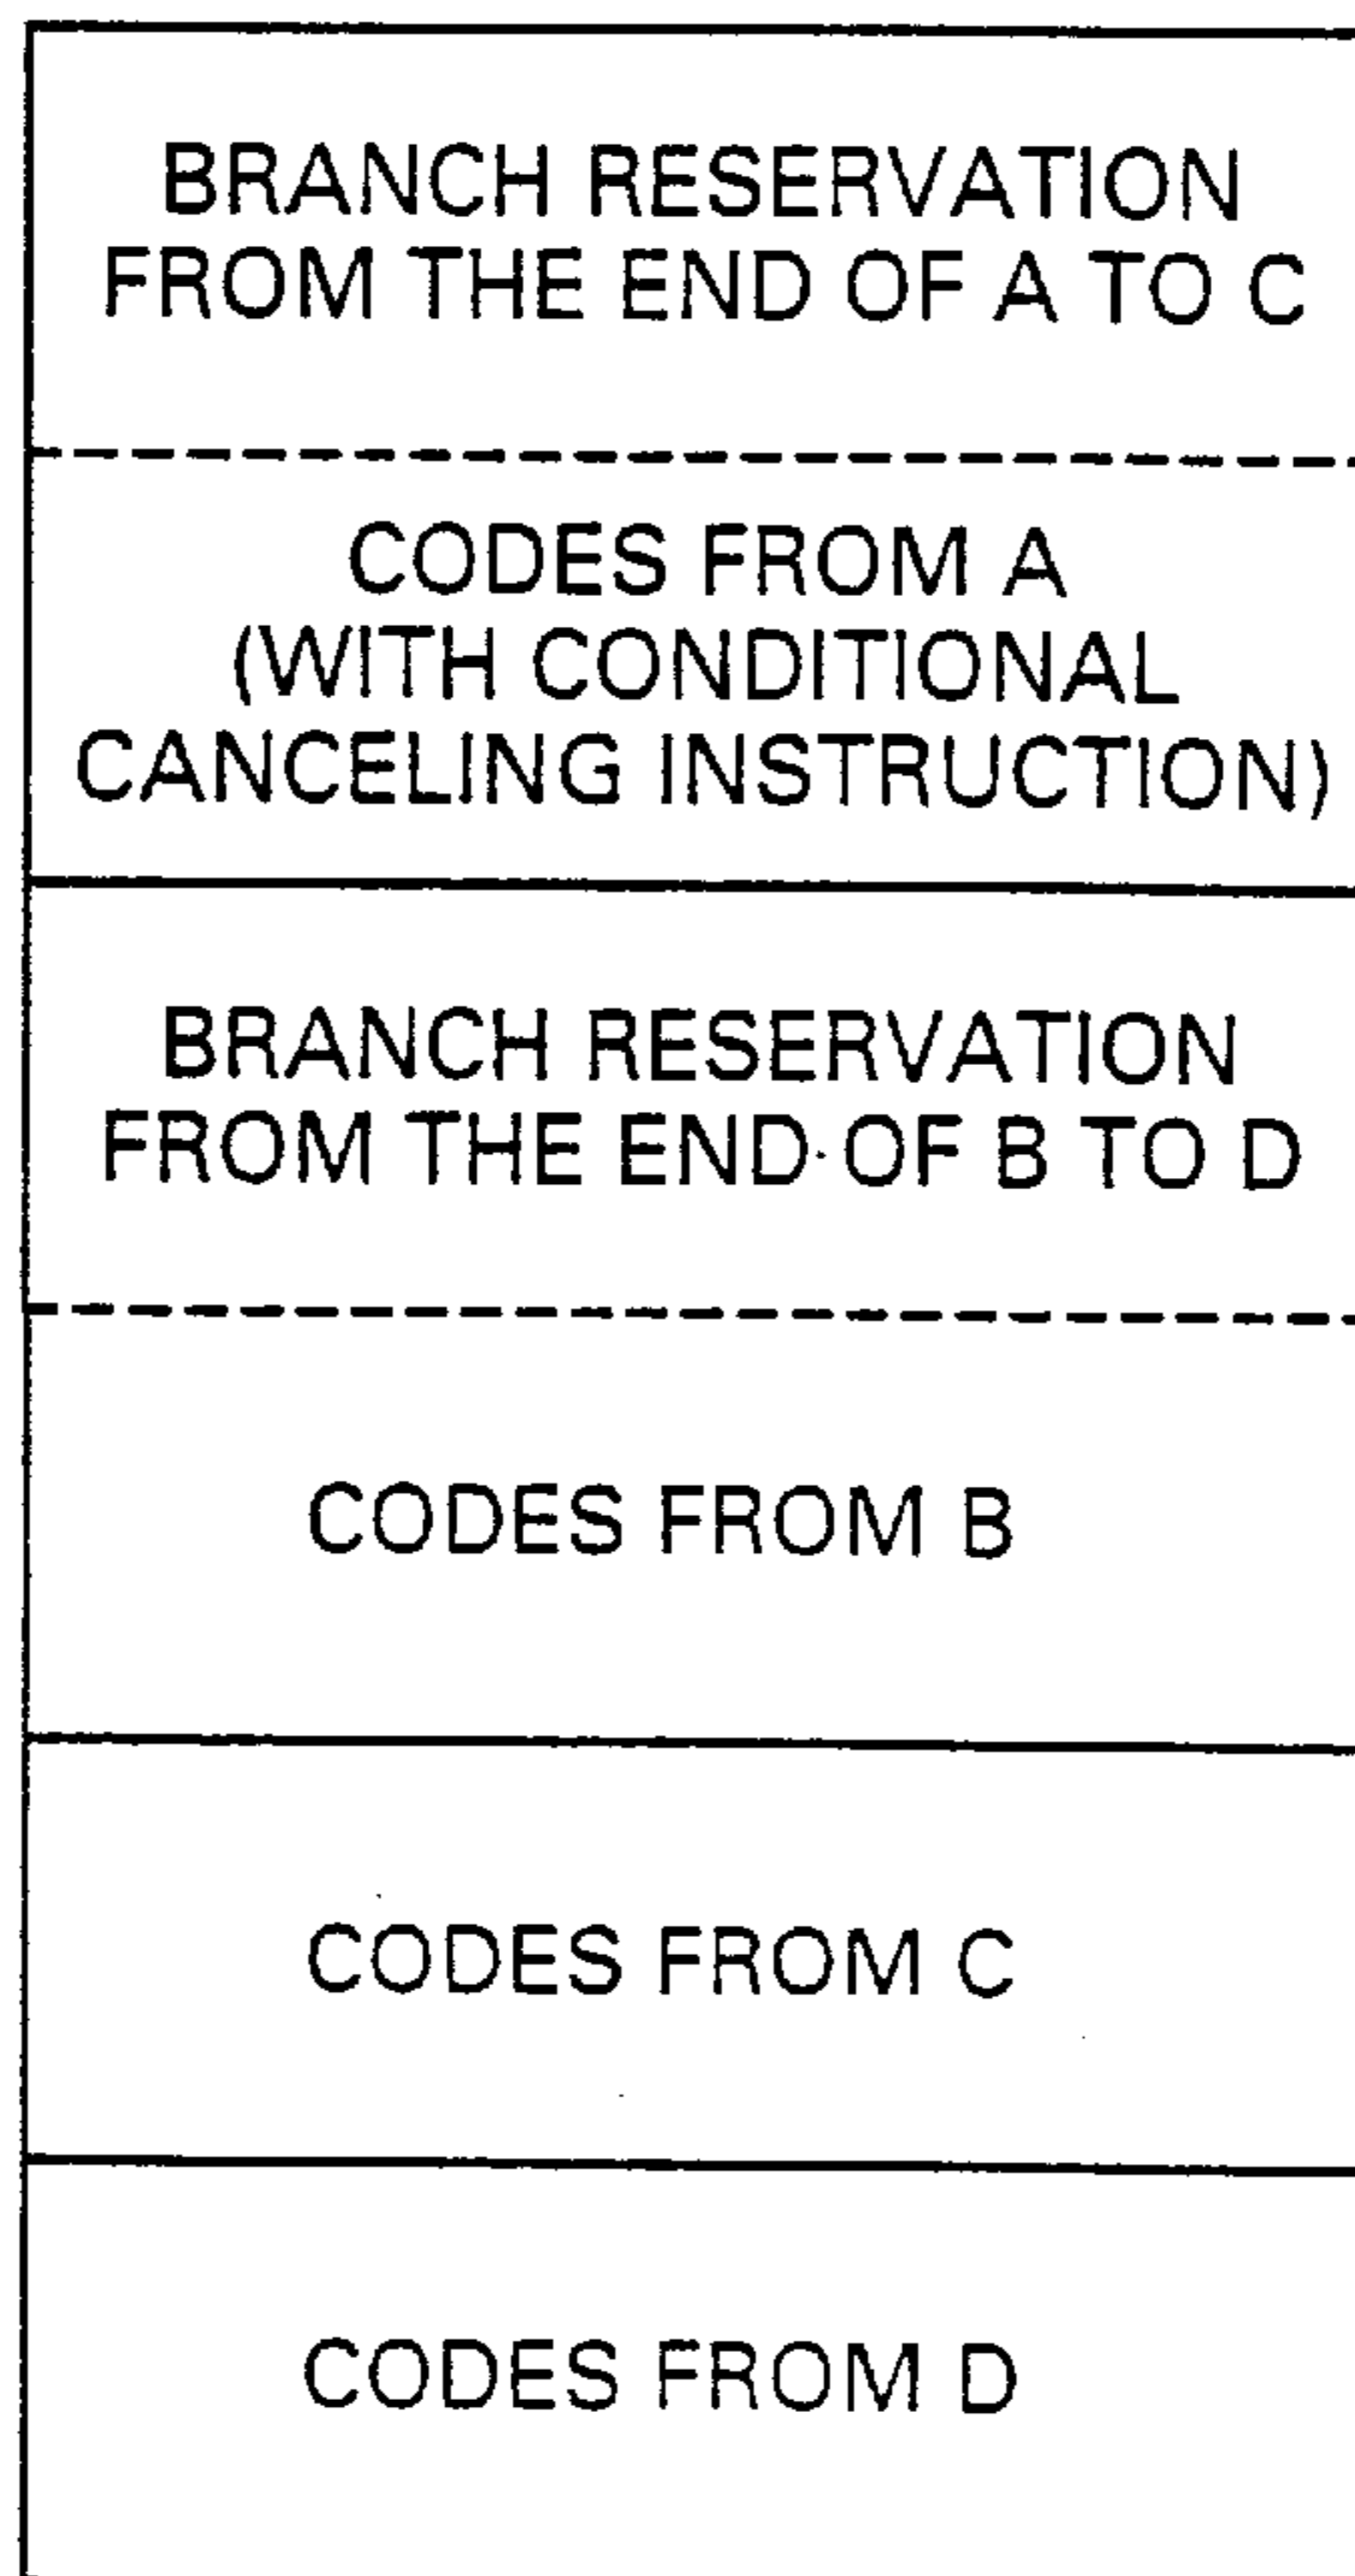 BRANCH RESERVATION
FROM THE END OF A TO C
CODES FROM A
(WITH CONDITIONAL
CANCELING INSTRUCTION)
BRANCH RESERVATION
FROM THE END OF B TO D
CODES FROM B
CODES FROM C
CODES FROM D